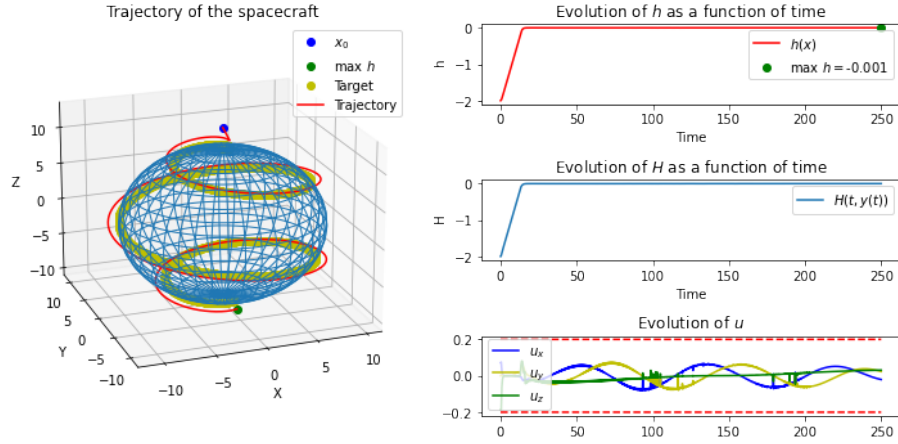 Trajectory of the spacecraft
x₀
max h
Target
Trajectory
Z
10
5
0
−5
−10
Y
10
5
0
−5
−10
X
−10
−5
0
5
10
Evolution of h as a function of time
h
0
−1
−2
h(x)
max h = -0.001
0 50 100 150 200 250
Time
Evolution of H as a function of time
H
0
−1
−2
H(t, y(t))
0 50 100 150 200 250
Time
Evolution of u
0.2
0.0
−0.2
uₓ
u_y
u_z
0 50 100 150 200 250